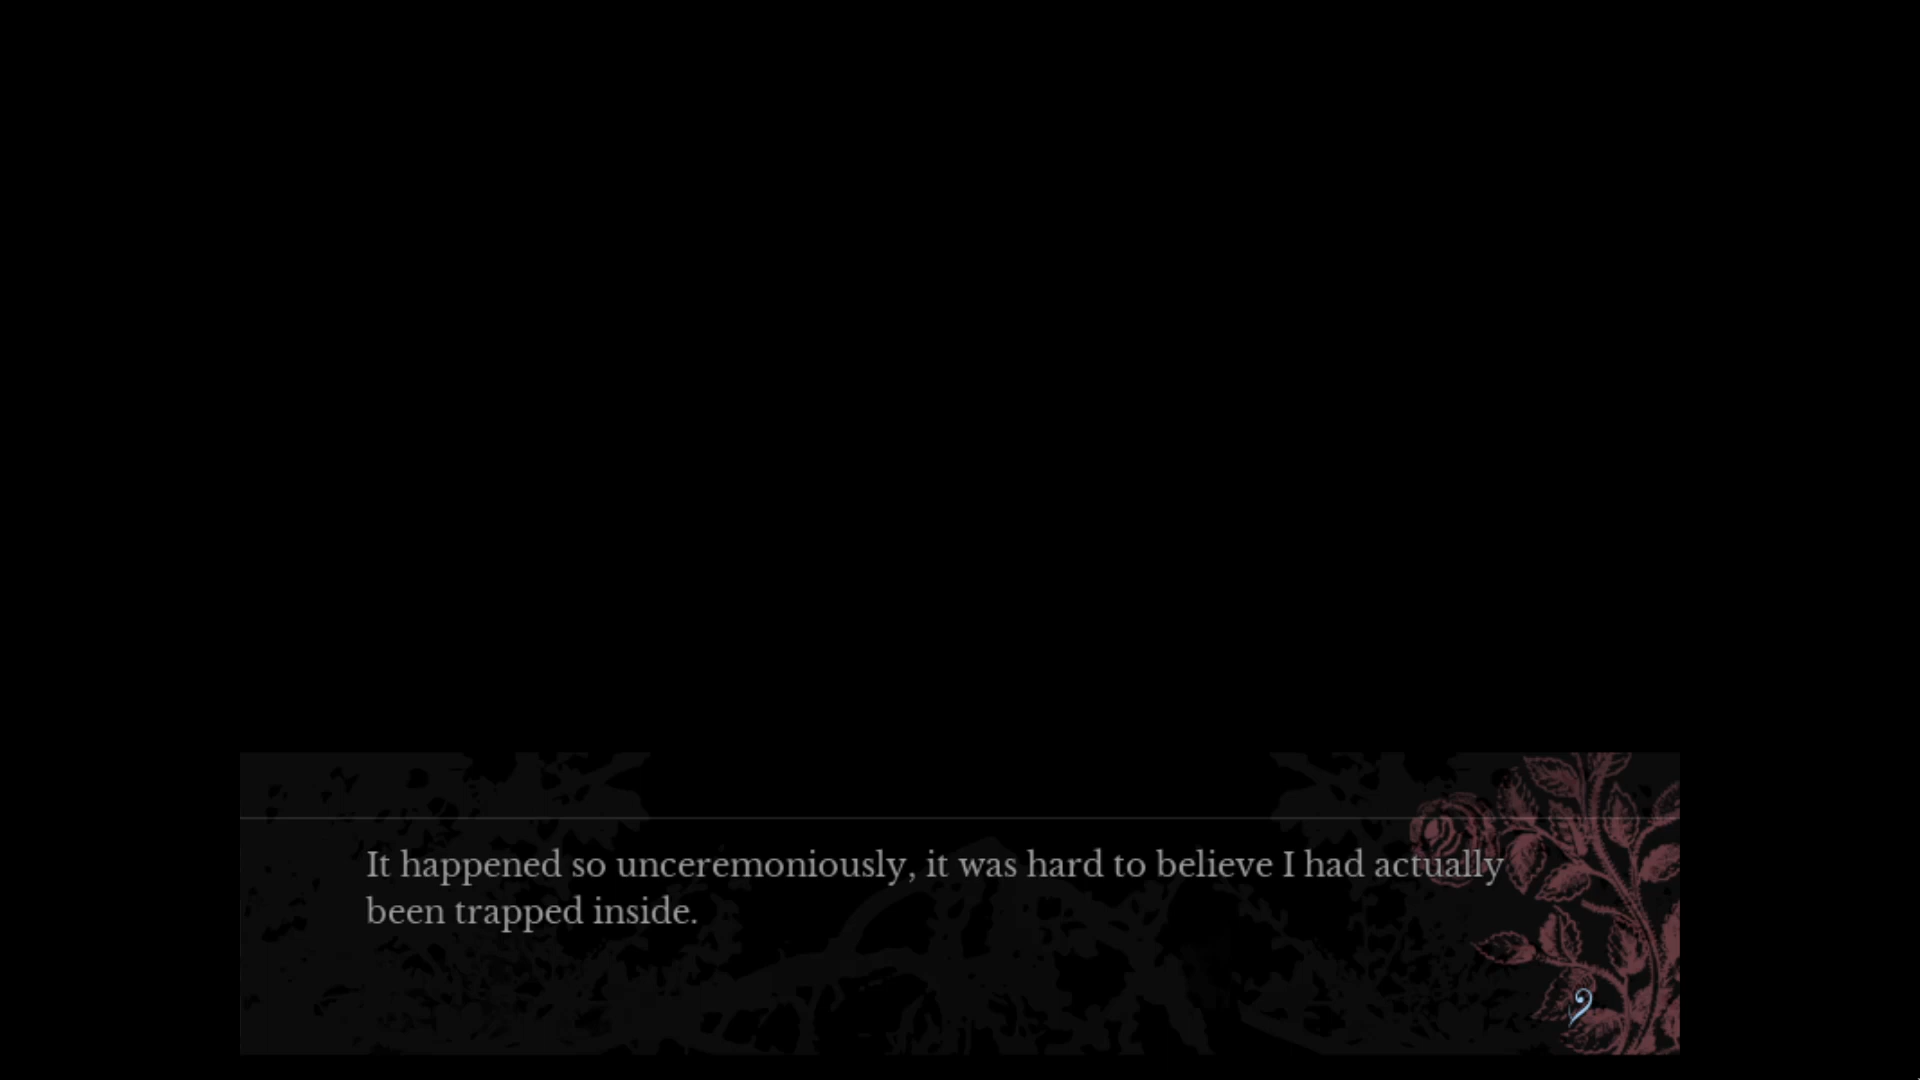 It happened so unceremoniously, it was hard to believe I had actually
been trapped inside.